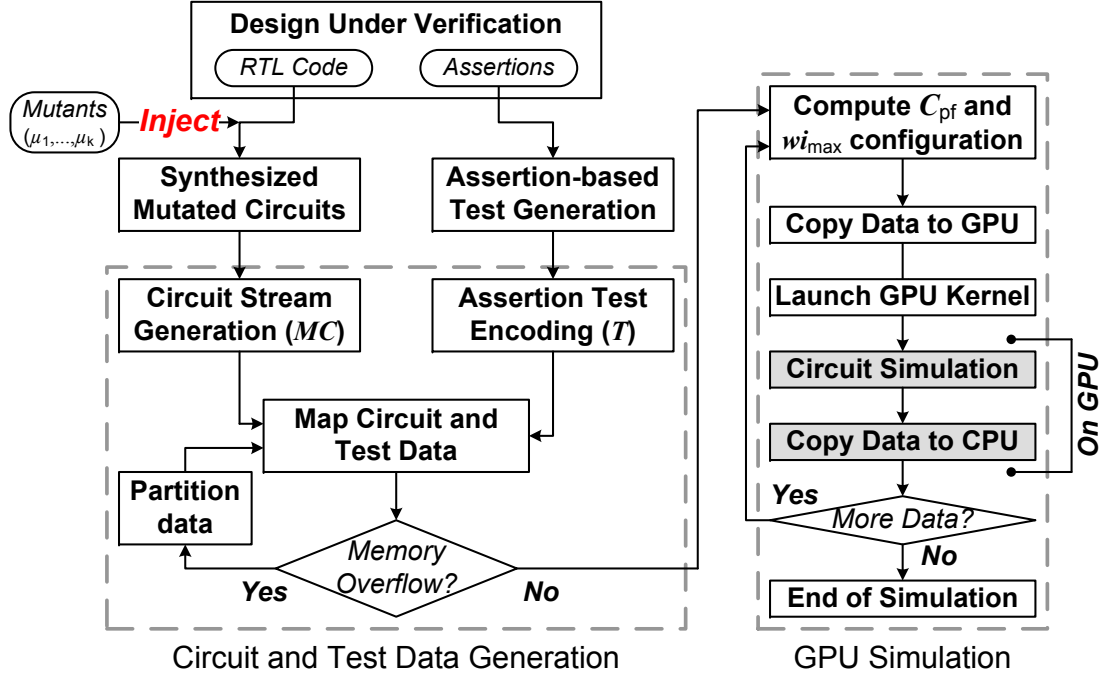 Design Under Verification
RTL Code
Assertions
Mutants
(μ1,...,μk )
Inject
Synthesized
Mutated Circuits
Assertion-based
Test Generation
Circuit Stream
Generation (MC)
Assertion Test
Encoding (T)
Map Circuit and
Test Data
Partition
data
Memory
Overflow?
Yes
No
Circuit and Test Data Generation
Compute Cpf and
wimax configuration
Copy Data to GPU
Launch GPU Kernel
Circuit Simulation
Copy Data to CPU
On GPU
Yes
More Data?
No
End of Simulation
GPU Simulation